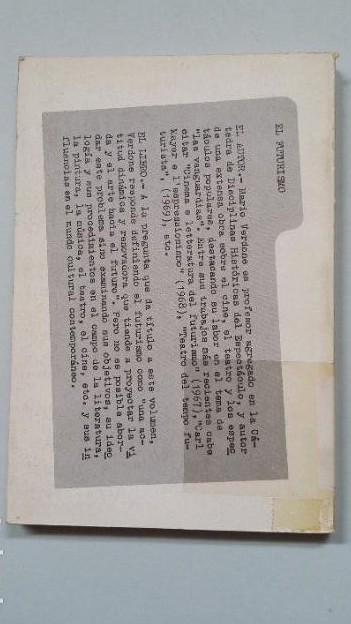 EL FUTURISMO
EL AUTOR.- Mario Verdone es profesor agregado en la Cá-
tedra de Disciplinas Históricas del Espectáculo, y autor
de una extensa obra sobre el cine, el teatro y los espec
táculos populares, destacando su labor en el tema de
"las vanguardias". Entre sus trabajos más recientes cabe
citar "Cinema e letteratura del futurismo" (1967), "Carl
Mayer e l'espressionismo" (1968), "Teatro del tempo fu-
turista", (1969), etc.
EL LIBRO.- A la pregunta que da título a este volumen,
Verdone responde definiendo el futurismo como "una ac-
titud dinámica y renovadora, que tiende a proyectar la vi
da y el arte hacia el futuro". Pero no es posible abor-
dar este problema sino examinando sus objetivos, su ideo
logía y sus procedimientos en el campo de la literatura,
la pintura, la música, el teatro, el cine, etc. y sus in
fluencias en el mundo cultural contemporáneo.